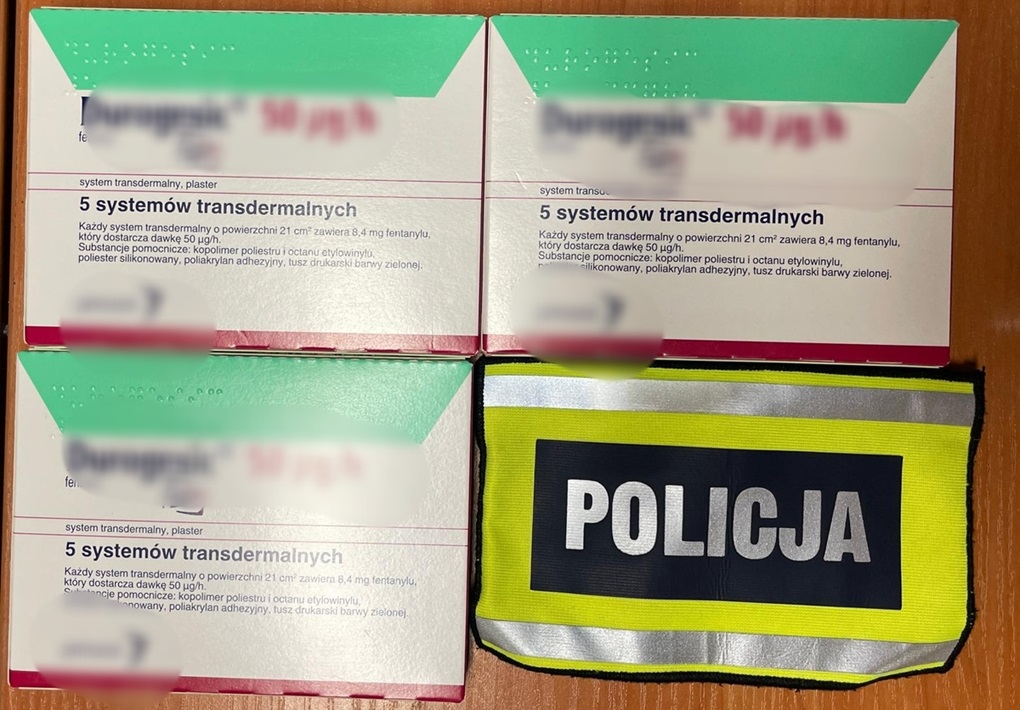 system transdermalny, plaster
5 systemów transdermalnych
Każdy system transdermalny o powierzchni 21 cm² zawiera 8,4 mg fentanylu,
który dostarcza dawkę 50 µg/h.
Substancje pomocnicze: kopolimer poliestru i octanu etylowinylu,
poliester silikonowany, poliakrylan adhezyjny, tusz drukarski barwy zielonej.
system
5 systemów transdermalnych
Każdy system transdermalny o powierzchni 21 cm² zawiera 8,4 mg fentanylu,
który dostarcza dawkę 50 µg/h.
Substancje pomocnicze: kopolimer poliestru i octanu etylowinylu,
silikonowany, poliakrylan adhezyjny, tusz drukarski barwy zielonej.
system transdermalny, plaster
5 systemów transdermalnych
Każdy system transdermalny o powierzchni 21 cm² zawiera 8,4 mg fentanylu,
który dostarcza dawkę 50 µg/h.
pomocnicze: kopolimer poliestru i octanu etylowinylu,
poliakrylan adhezyjny, tusz drukarski barwy zielonej.
POLICJA